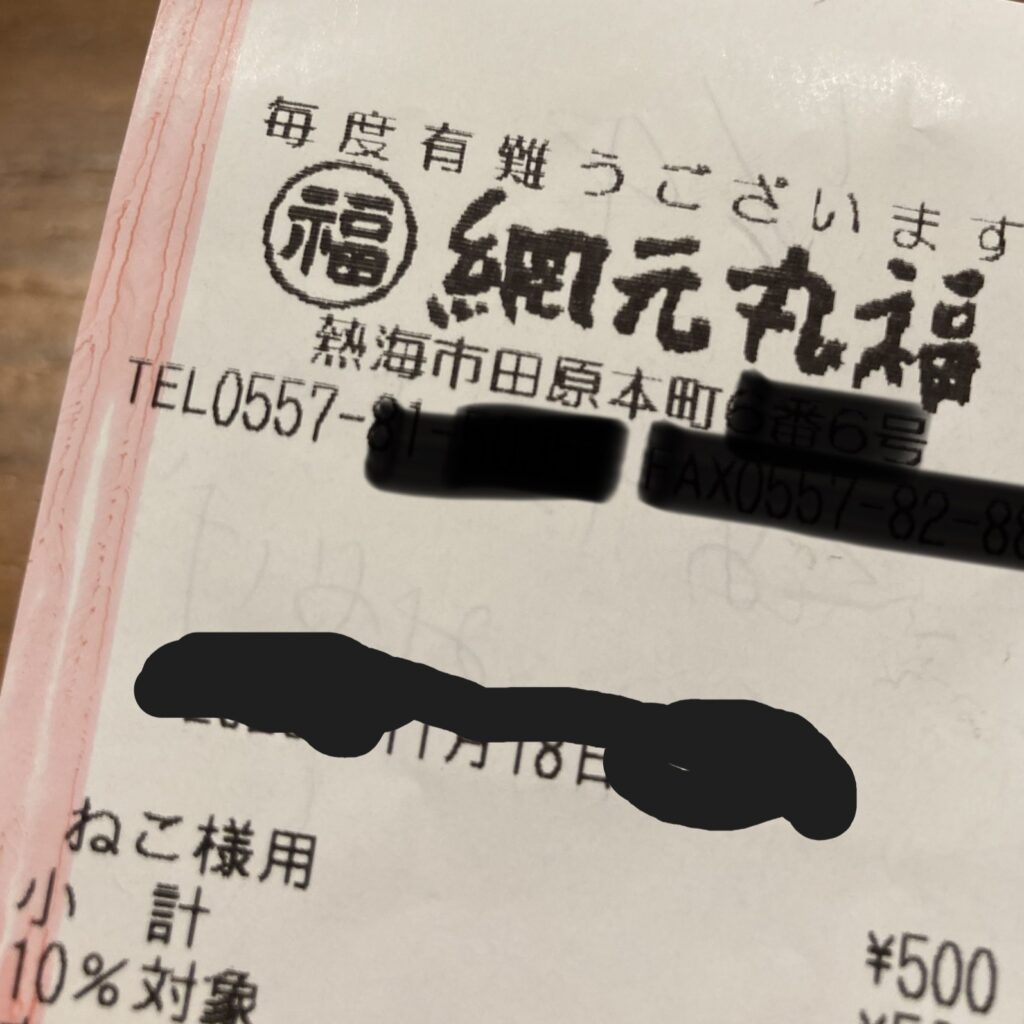 毎度有難うございます
福 網元丸福
熱海市田原本町6番6号
TEL0557-81- FAX0557-82-88
11月18日
ねこ様用
小 計 ¥500
10%対象